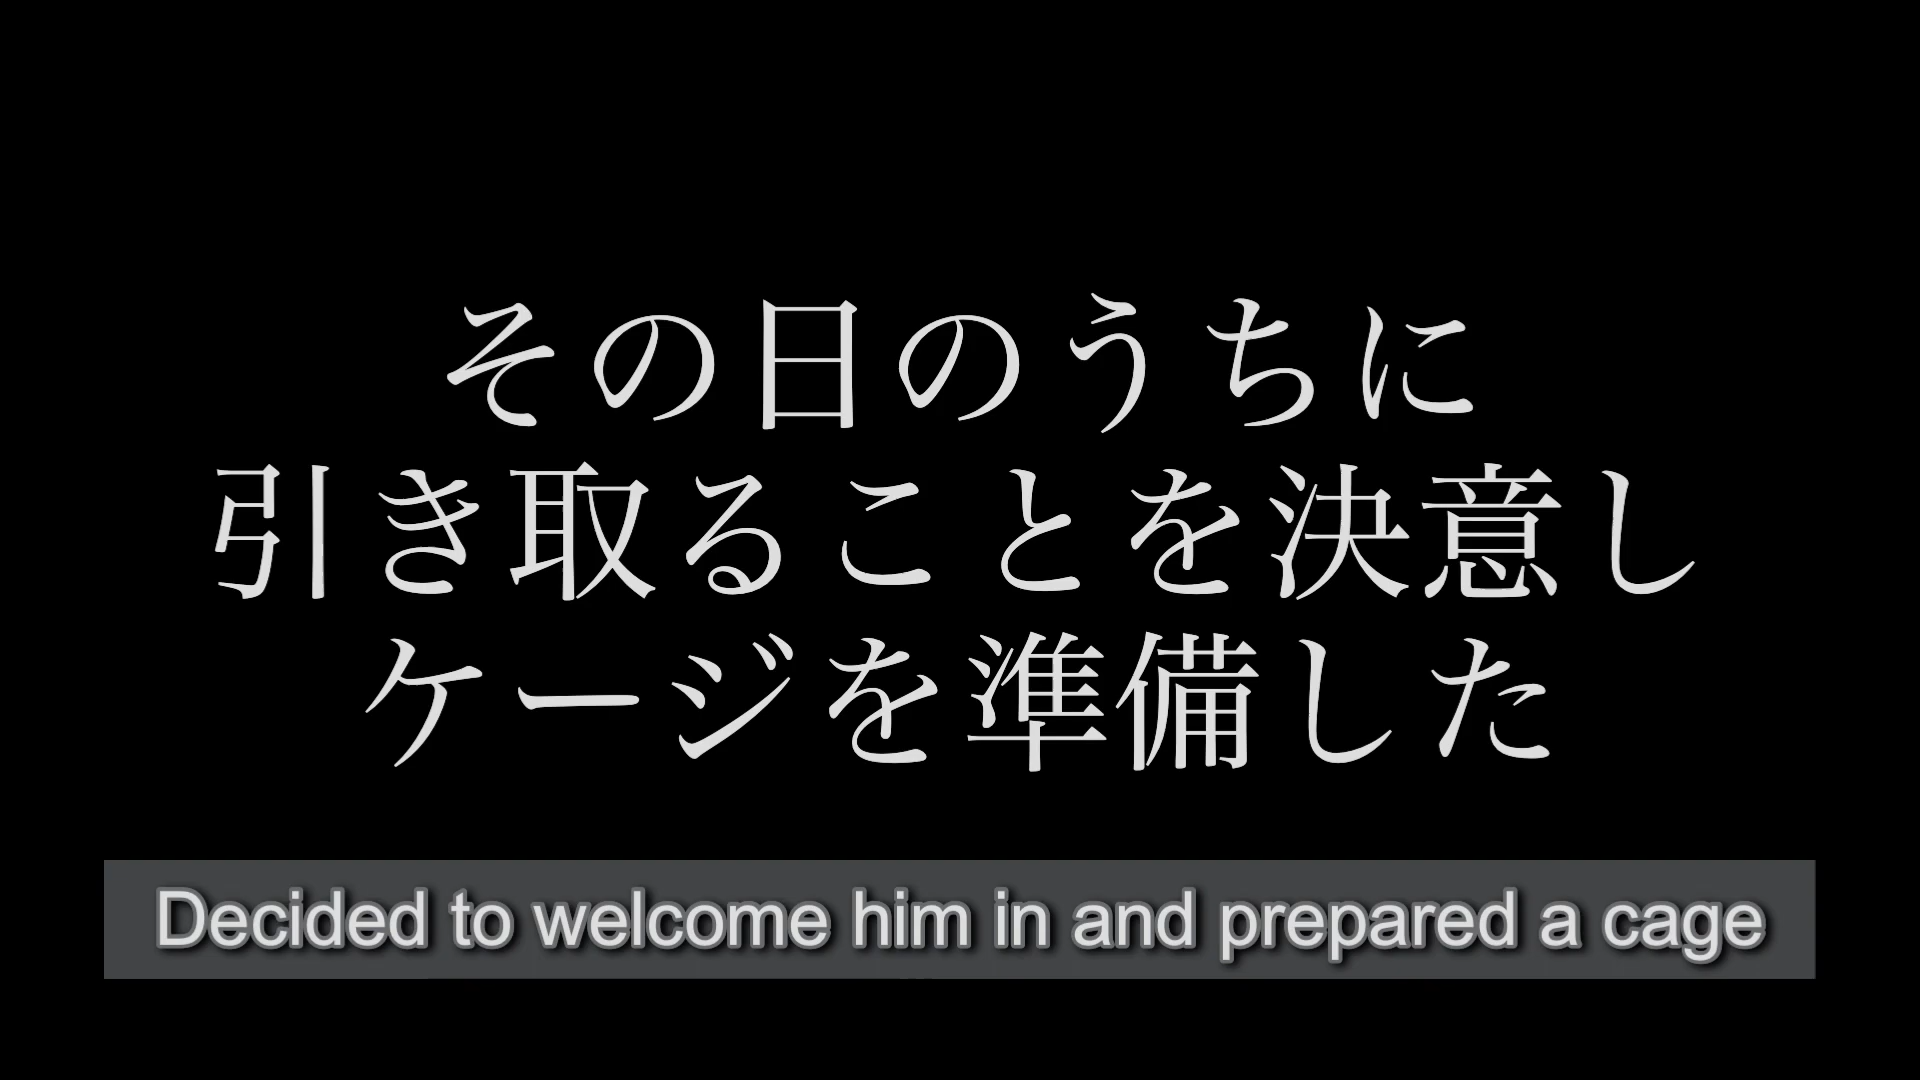 その日のうちに
引き取ることを決意し
ケージを準備した
Decided to welcome him in and prepared a cage